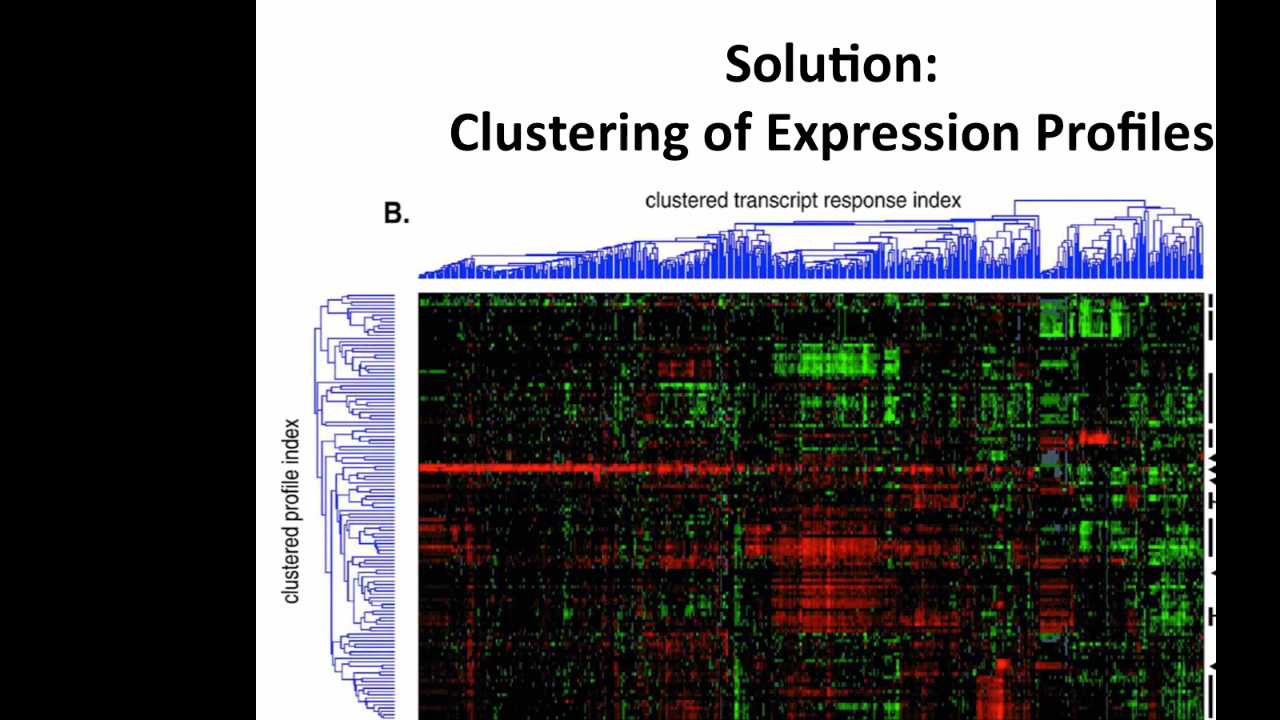 Solution:
Clustering of Expression Profiles
clustered transcript response index
B.
clustered profile index